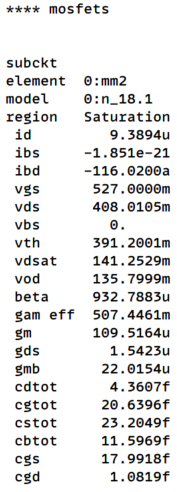 **** mosfets
subckt
element 0:mm2
model 0:n_18.1
region Saturation
id 9.3894u
ibs -1.851e-21
ibd -116.0200a
vgs 527.0000m
vds 408.0105m
vbs 0.
vth 391.2001m
vdsat 141.2529m
vod 135.7999m
beta 932.7883u
gam eff 507.4461m
gm 109.5164u
gds 1.5423u
gmb 22.0154u
cdtot 4.3607f
cgtot 20.6396f
cstot 23.2049f
cbtot 11.5969f
cgs 17.9918f
cgd 1.0819f